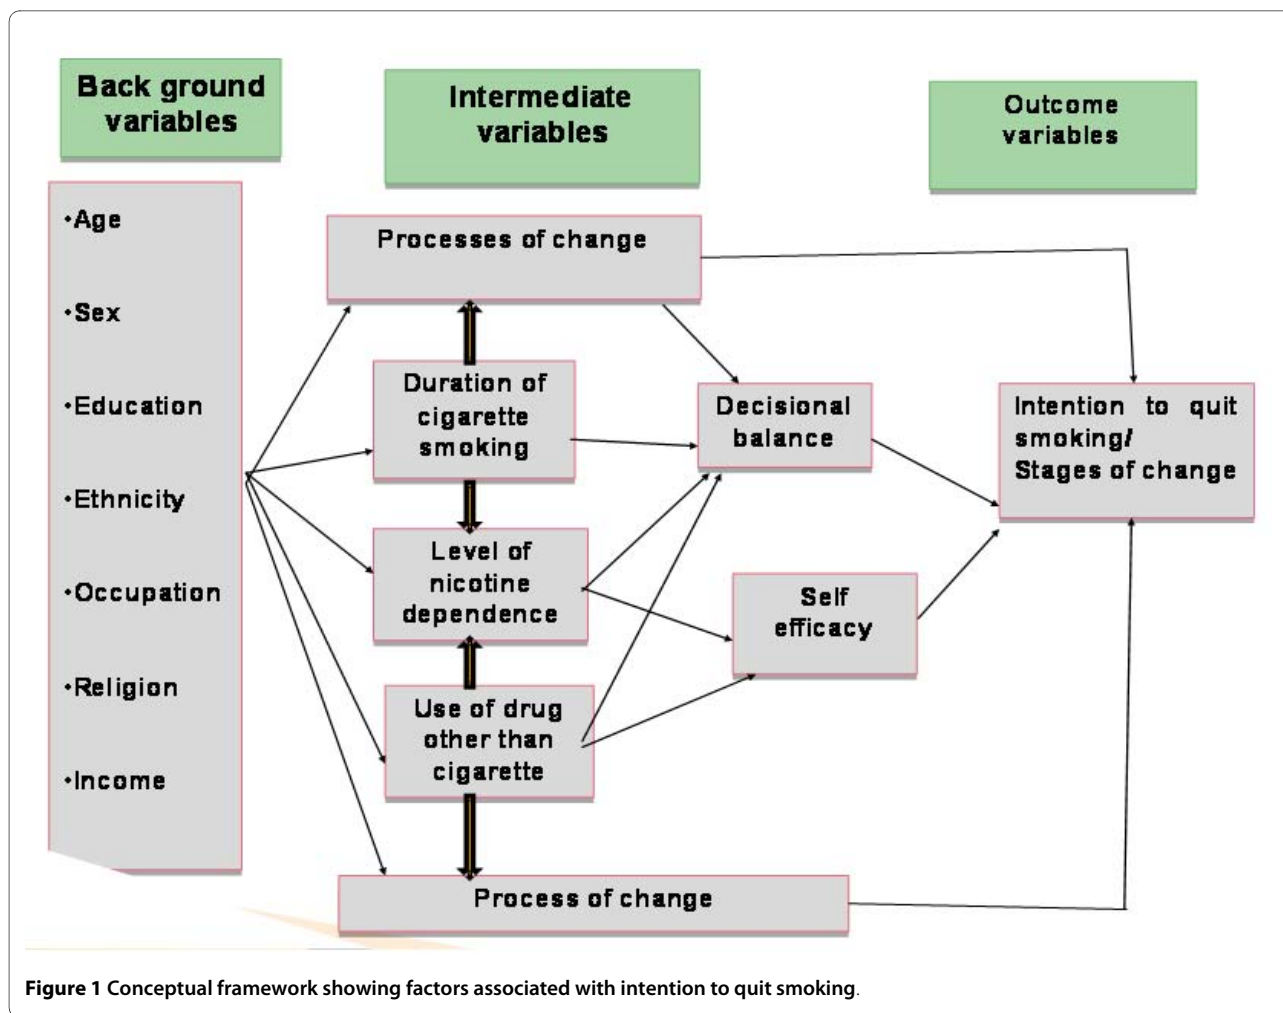 Back ground
variables
Intermediate
variables
Outcome
variables
•Age
•Sex
•Education
•Ethnicity
•Occupation
•Religion
•Income
Processes of change
Duration of
cigarette
smoking
Level of
nicotine
dependence
Use of drug
other than
cigarette
Process of change
Decisional
balance
Self
efficacy
Intention to quit
smoking/
Stages of change
Figure 1 Conceptual framework showing factors associated with intention to quit smoking.